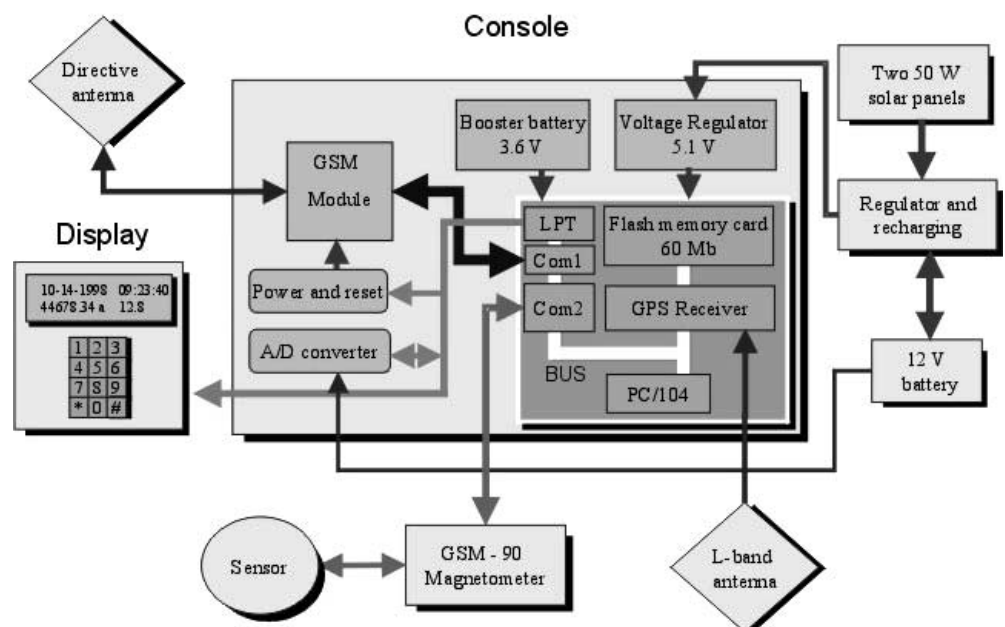 Console
Directive
antenna
Two 50 W
solar panels
Booster battery
3.6 V
Voltage Regulator
5.1 V
GSM
Module
Regulator and
recharging
LPT
Flash memory card
60 Mb
Com1
Display
10-14-1998 09:23:40
44678.34 a 12.8
1 2 3
4 5 6
7 8 9
* 0 #
Power and reset
Com2
GPS Receiver
A/D converter
12 V
battery
BUS
PC/104
Sensor
GSM - 90
Magnetometer
L-band
antenna